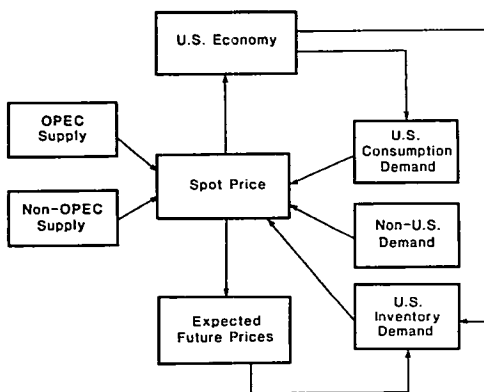 U.S. Economy
OPEC
Supply
U.S.
Consumption
Demand
Spot Price
Non-OPEC
Supply
Non-U.S.
Demand
Expected
Future Prices
U.S.
Inventory
Demand